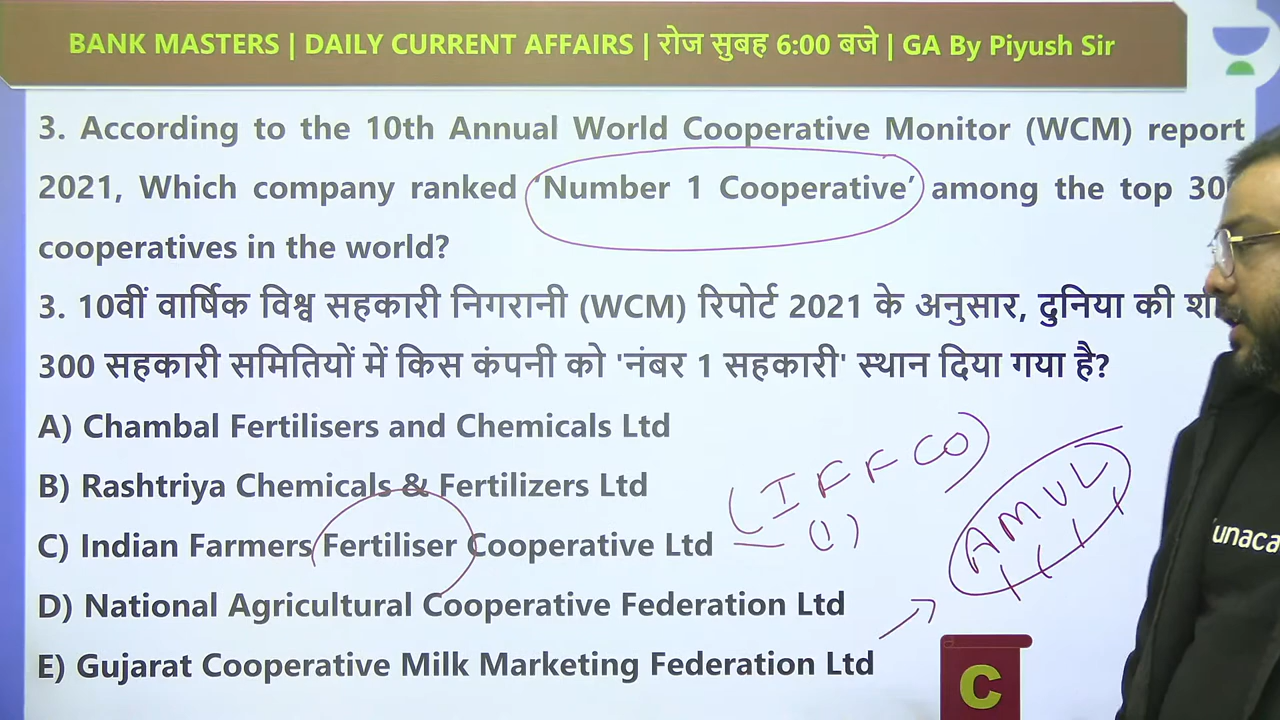 BANK MASTERS | DAILY CURRENT AFFAIRS | रोज सुबह 6:00 बजे | GA By Piyush Sir
3. According to the 10th Annual World Cooperative Monitor (WCM) report
2021, Which company ranked 'Number 1 Cooperative' among the top 30
cooperatives in the world?
3. 10वीं वार्षिक विश्व सहकारी निगरानी (WCM) रिपोर्ट 2021 के अनुसार, दुनिया की
300 सहकारी समितियों में किस कंपनी को 'नंबर 1 सहकारी' स्थान दिया गया है?
A) Chambal Fertilisers and Chemicals Ltd
B) Rashtriya Chemicals & Fertilizers Ltd
(IFFCO)
C) Indian Farmers Fertiliser Cooperative Ltd
(1)
AMUL
D) National Agricultural Cooperative Federation Ltd
E) Gujarat Cooperative Milk Marketing Federation Ltd
C
unaca